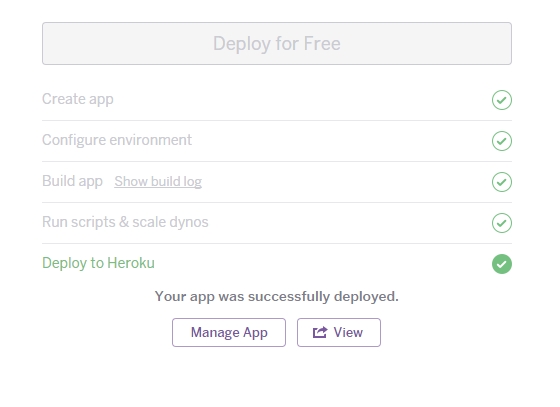 Deploy for Free
Create app
Configure environment
Build app Show build log
Run scripts & scale dynos
Deploy to Heroku
Your app was successfully deployed.
Manage App View